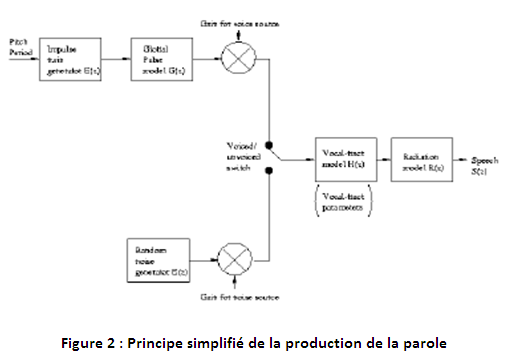 Gain for voice source
Pitch
Period
Impulse
train
generator E(z)
Glottal
Pulse
model G(z)
Voiced/
unvoiced
switch
Vocal-tract
model H(z)
Radiation
model R(z)
Speech
S(z)
Vocal-tract
parameters
Random
noise
generator E(z)
Gain for noise source
Figure 2 : Principe simplifié de la production de la parole